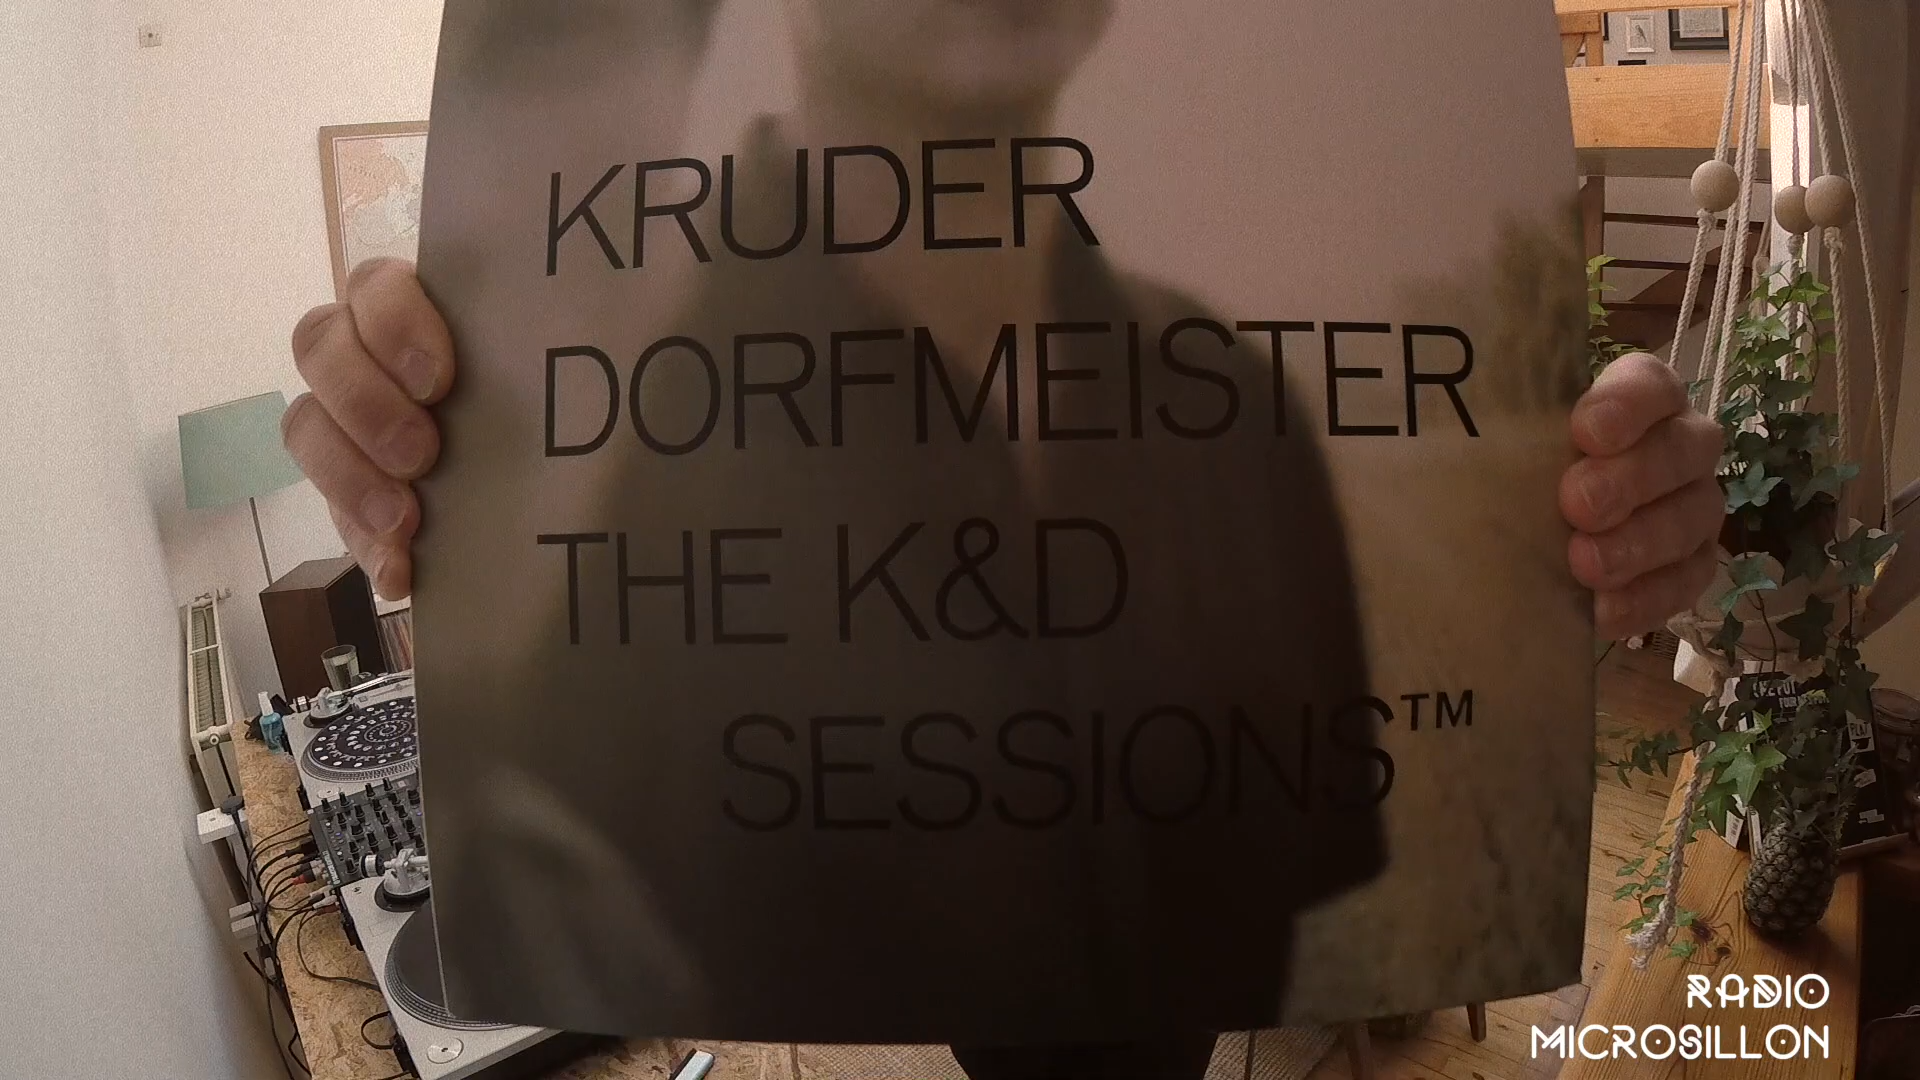 KRUDER
DORFMEISTER
THE K&D
SESSIONS™
RADIO
MICROSILLON